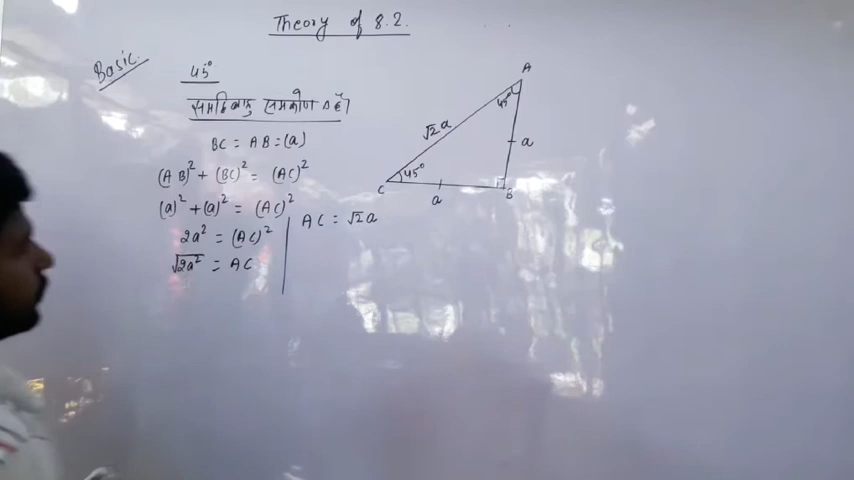 Theory of 8.2.
Basic.
45°
समद्विबाहु समकोण Δ है।
BC = AB = (a)
(AB)² + (BC)² = (AC)²
(a)² + (a)² = (AC)²
2a² = (AC)²
√2a² = AC
AC = √2a
A
45°
√2a
a
45°
C
a
B